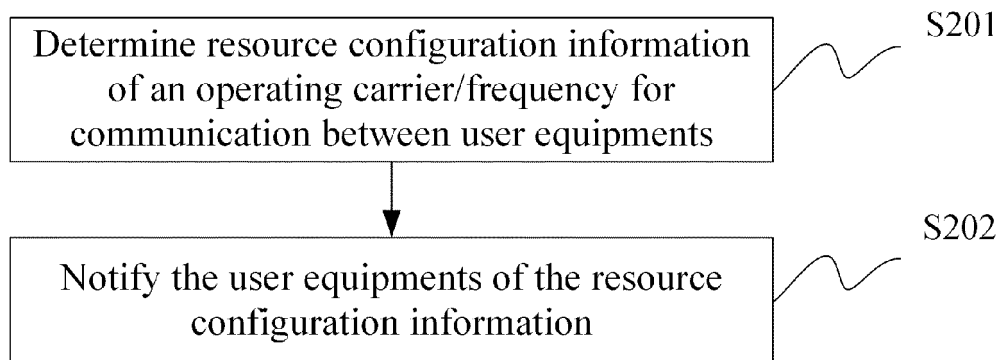 Determine resource configuration information
of an operating carrier/frequency for
communication between user equipments
S201
Notify the user equipments of the resource
configuration information
S202